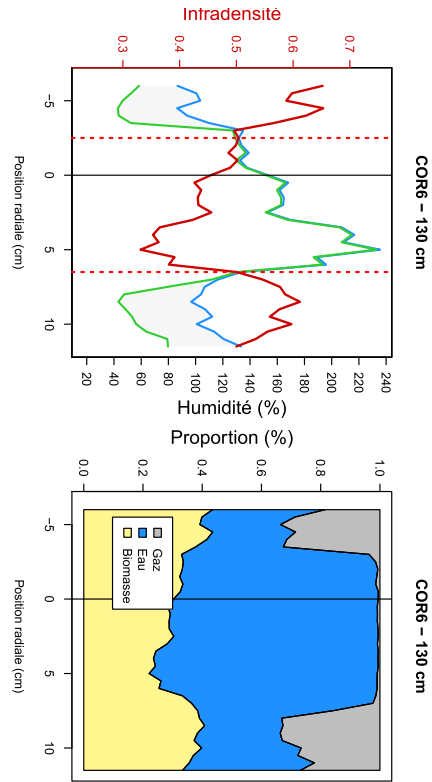 Intradensité
0.3 0.4 0.5 0.6 0.7
COR6 − 130 cm
−5 0 5 10
Position radiale (cm)
20 40 60 80 100 120 140 160 180 200 220 240
Humidité (%)
Proportion (%)
0.0 0.2 0.4 0.6 0.8 1.0
COR6 − 130 cm
Gaz
Eau
Biomasse
−5 0 5 10
Position radiale (cm)